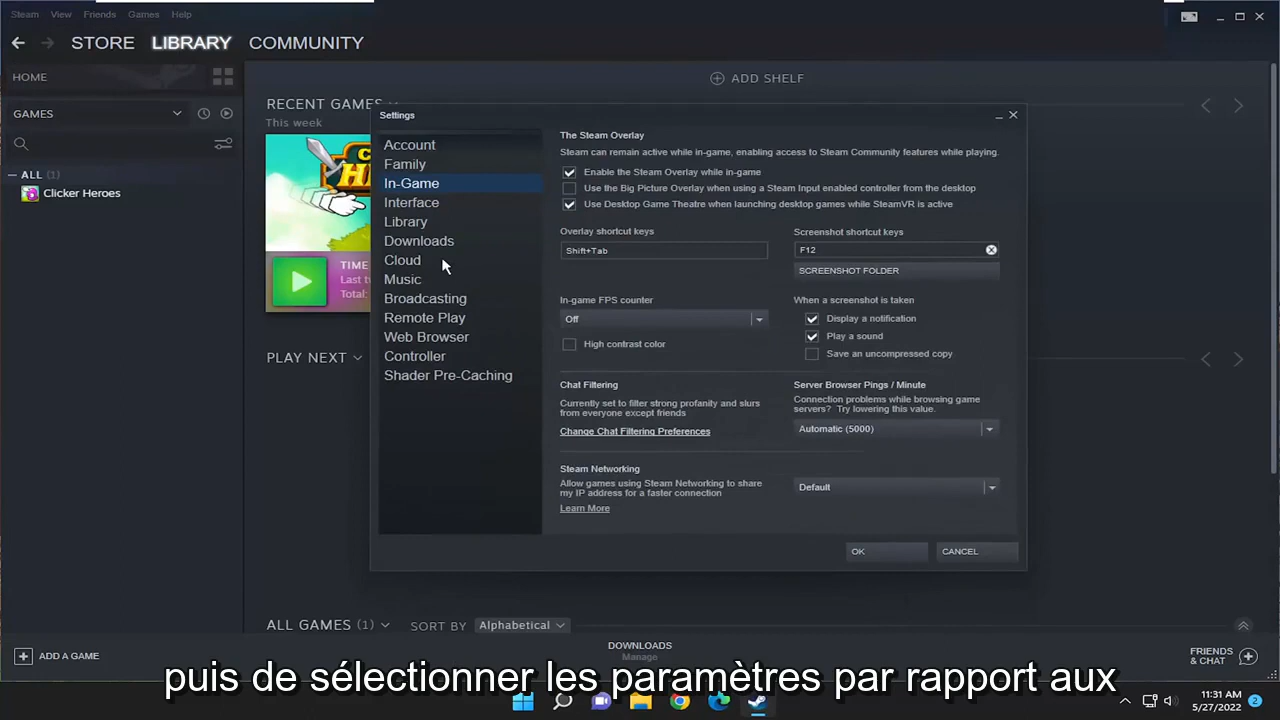 Steam View Friends Games Help
STORE LIBRARY COMMUNITY
HOME
ADD SHELF
GAMES
RECENT GAMES
This week
ALL (1)
Clicker Heroes
TIME
Total:
PLAY NEXT
Settings
Account
Family
In-Game
Interface
Library
Downloads
Cloud
Music
Broadcasting
Remote Play
Web Browser
Controller
Shader Pre-Caching
The Steam Overlay
Steam can remain active while in-game, enabling access to Steam Community features while playing.
Enable the Steam Overlay while in-game
Use the Big Picture Overlay when using a Steam Input enabled controller from the desktop
Use Desktop Game Theatre when launching desktop games while SteamVR is active
Overlay shortcut keys
Shift+Tab
Screenshot shortcut keys
F12
SCREENSHOT FOLDER
In-game FPS counter
Off
High contrast color
When a screenshot is taken
Display a notification
Play a sound
Save an uncompressed copy
Chat Filtering
Currently set to filter strong profanity and slurs
from everyone except friends
Change Chat Filtering Preferences
Server Browser Pings / Minute
Connection problems while browsing game
servers? Try lowering this value.
Automatic (5000)
Steam Networking
Allow games using Steam Networking to share
my IP address for a faster connection
Learn More
Default
OK CANCEL
ALL GAMES (1) SORT BY Alphabetical
ADD A GAME
DOWNLOADS
Manage
FRIENDS
& CHAT
puis de sélectionner les paramètres par rapport aux
11:31 AM
5/27/2022
2